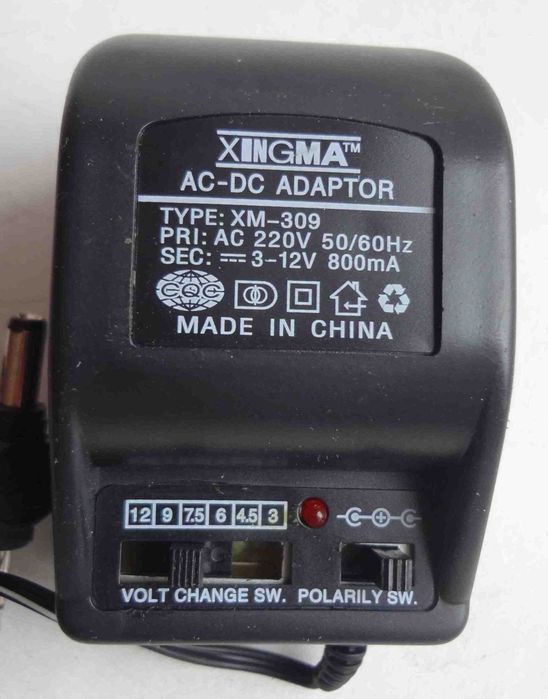 XINGMA™
AC-DC ADAPTOR
TYPE: XM-309
PRI: AC 220V 50/60Hz
SEC: ⎓ 3-12V 800mA
CQC
MADE IN CHINA
12 9 7.5 6 4.5 3
VOLT CHANGE SW. POLARILY SW.